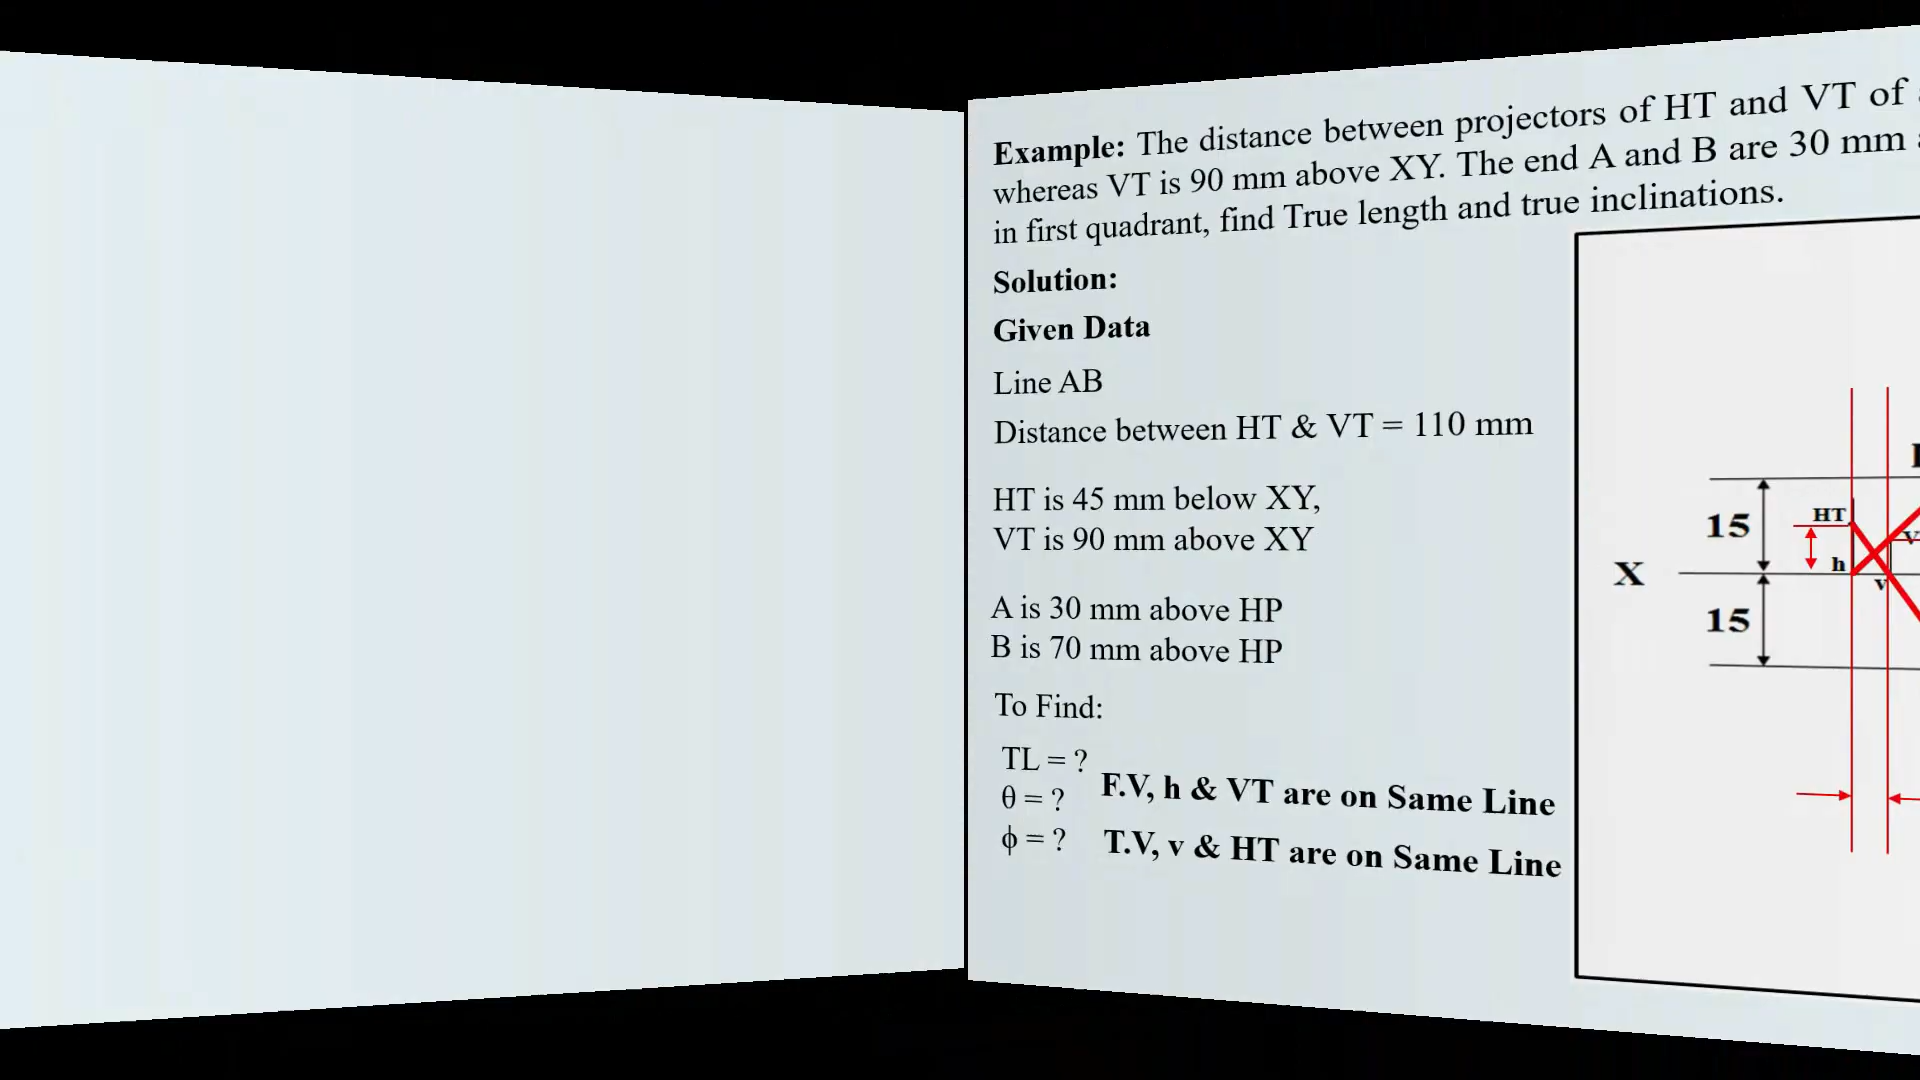 Example: The distance between projectors of HT and VT of
whereas VT is 90 mm above XY. The end A and B are 30 mm
in first quadrant, find True length and true inclinations.
Solution:
Given Data
Line AB
Distance between HT & VT = 110 mm
HT is 45 mm below XY,
VT is 90 mm above XY
A is 30 mm above HP
B is 70 mm above HP
To Find:
TL = ?
θ = ?
ϕ = ?
F.V, h & VT are on Same Line
T.V, v & HT are on Same Line
15
HT
h
v
X
15